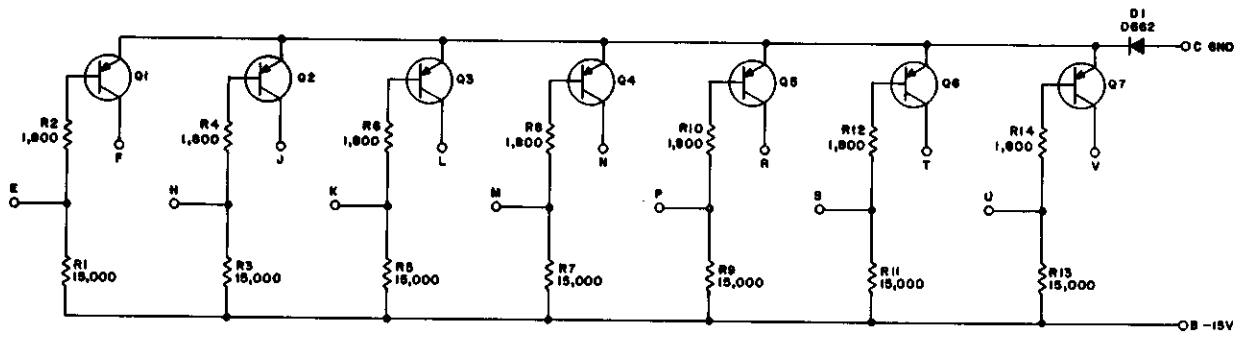 D1
D662
C GND
Q1
Q2
Q3
Q4
Q5
Q6
Q7
R2
1,800
R4
1,800
R6
1,800
R8
1,800
R10
1,800
R12
1,800
R14
1,800
F
J
L
N
R
T
V
E
H
K
M
P
S
U
R1
15,000
R3
15,000
R5
15,000
R7
15,000
R9
15,000
R11
15,000
R13
15,000
B -15V